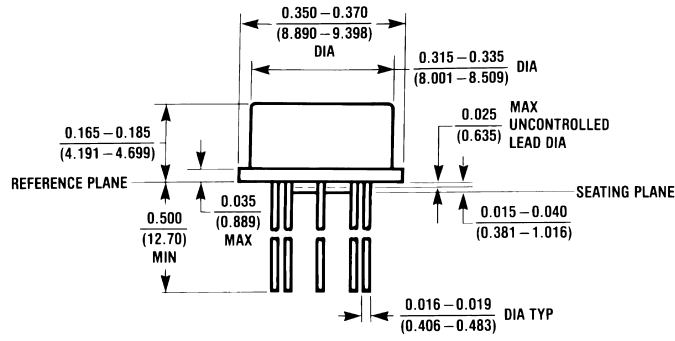 0.350 – 0.370
(8.890 – 9.398)
DIA
0.315 – 0.335
(8.001 – 8.509)
DIA
0.025
(0.635)
MAX
UNCONTROLLED
LEAD DIA
0.165 – 0.185
(4.191 – 4.699)
REFERENCE PLANE
SEATING PLANE
0.035
(0.889)
MAX
0.500
(12.70)
MIN
0.015 – 0.040
(0.381 – 1.016)
0.016 – 0.019
(0.406 – 0.483)
DIA TYP